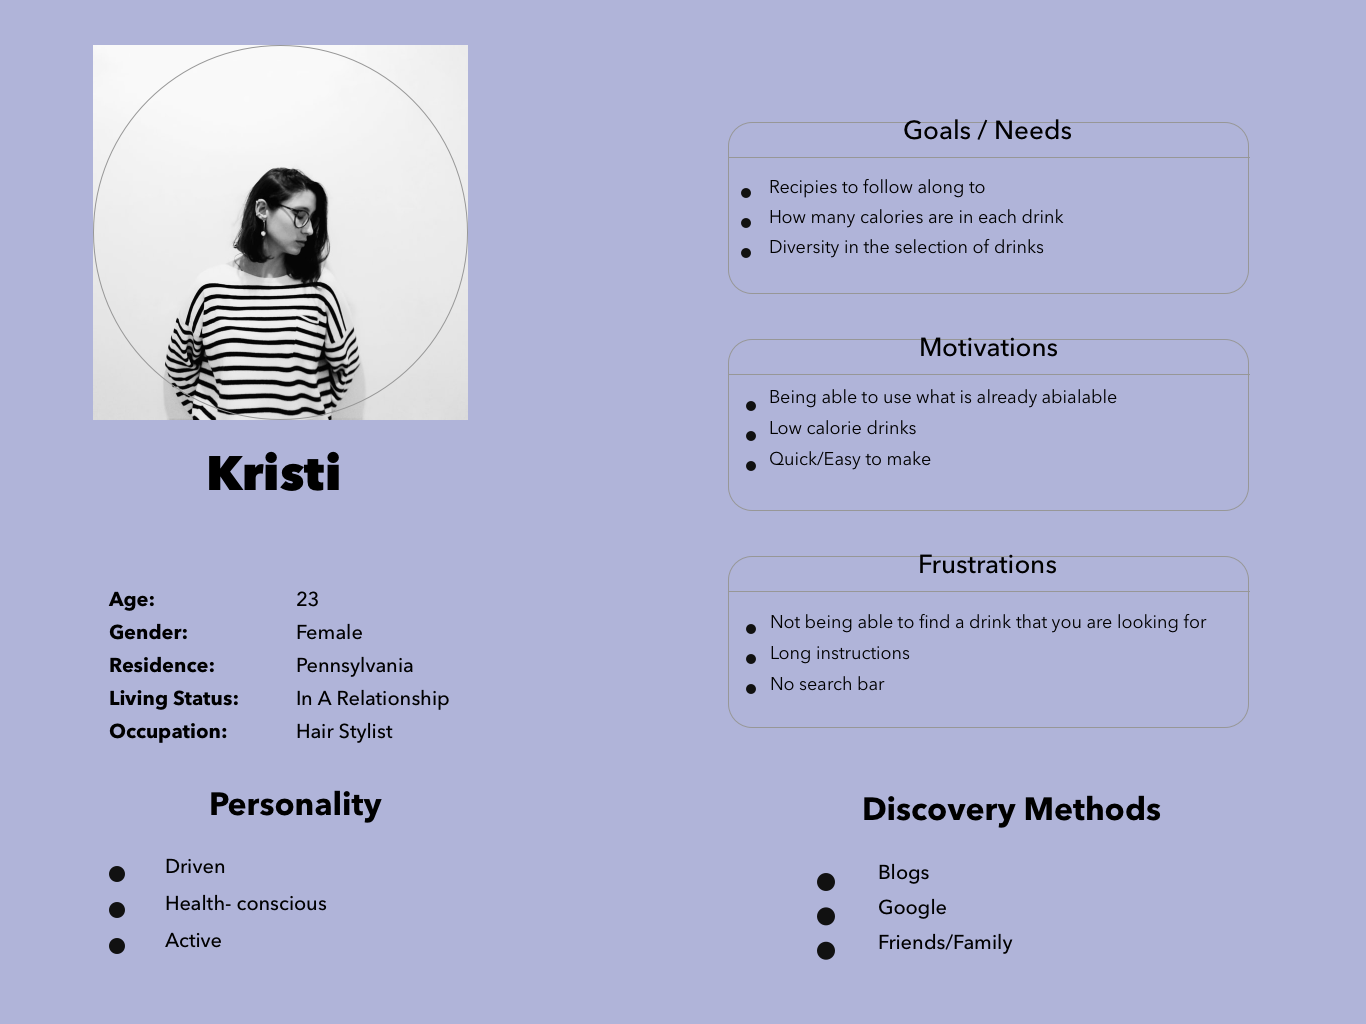 Kristi
Age: 23
Gender: Female
Residence: Pennsylvania
Living Status: In A Relationship
Occupation: Hair Stylist
Personality
Driven
Health- conscious
Active
Goals / Needs
Recipies to follow along to
How many calories are in each drink
Diversity in the selection of drinks
Motivations
Being able to use what is already abialable
Low calorie drinks
Quick/Easy to make
Frustrations
Not being able to find a drink that you are looking for
Long instructions
No search bar
Discovery Methods
Blogs
Google
Friends/Family